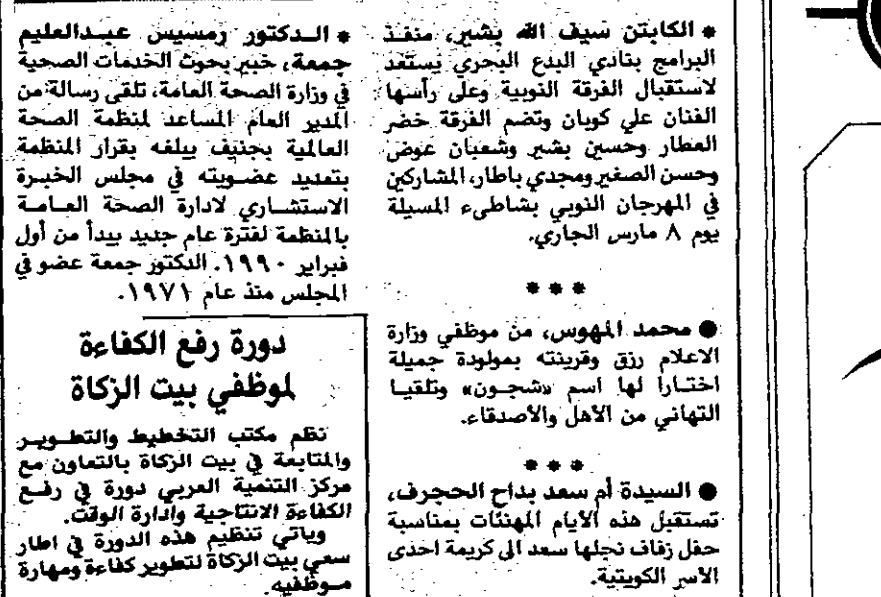 * الكابتن سيف الله بشير، منفذ
البرامج بنادي البدع البحري يستعد
لاستقبال الفرقة النوبية وعلى رأسها
الفنان علي كوبان وتضم الفرقة خضر
العطار وحسين بشير وشعبان عوض
وحسن الصغير ومجدي باطار، المشاركين
في المهرجان النوبي بشاطىء المسيلة
يوم ٨ مارس الجاري.
* * *
● محمد المهوس، من موظفي وزارة
الاعلام رزق وقرينته بمولودة جميلة
اختارا لها اسم «شجون» وتلقيا
التهاني من الأهل والأصدقاء.
* * *
● السيدة أم سعد بداح الحجرف،
تستقبل هذه الأيام المهنئات بمناسبة
حفل زفاف نجلها سعد الى كريمة احدى
الأسر الكويتية.
* الدكتور رمسيس عبدالعليم
جمعة، خبير بحوث الخدمات الصحية
في وزارة الصحة العامة، تلقى رسالة من
المدير العام المساعد لمنظمة الصحة
العالمية بجنيف يبلغه بقرار المنظمة
بتمديد عضويته في مجلس الخبرة
الاستشاري لادارة الصحة العامة
بالمنظمة لفترة عام جديد يبدأ من أول
فبراير ١٩٩٠. الدكتور جمعة عضو في
المجلس منذ عام ١٩٧١.
دورة رفع الكفاءة
لموظفي بيت الزكاة
نظم مكتب التخطيط والتطوير
والمتابعة في بيت الزكاة بالتعاون مع
مركز التنمية العربي دورة في رفع
الكفاءة الانتاجية وادارة الوقت.
وياتي تنظيم هذه الدورة في اطار
سعي بيت الزكاة لتطوير كفاءة ومهارة
موظفيه.